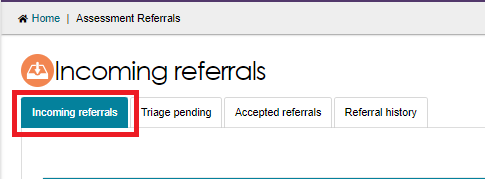 Home | Assessment Referrals
Incoming referrals
Incoming referrals Triage pending Accepted referrals Referral history